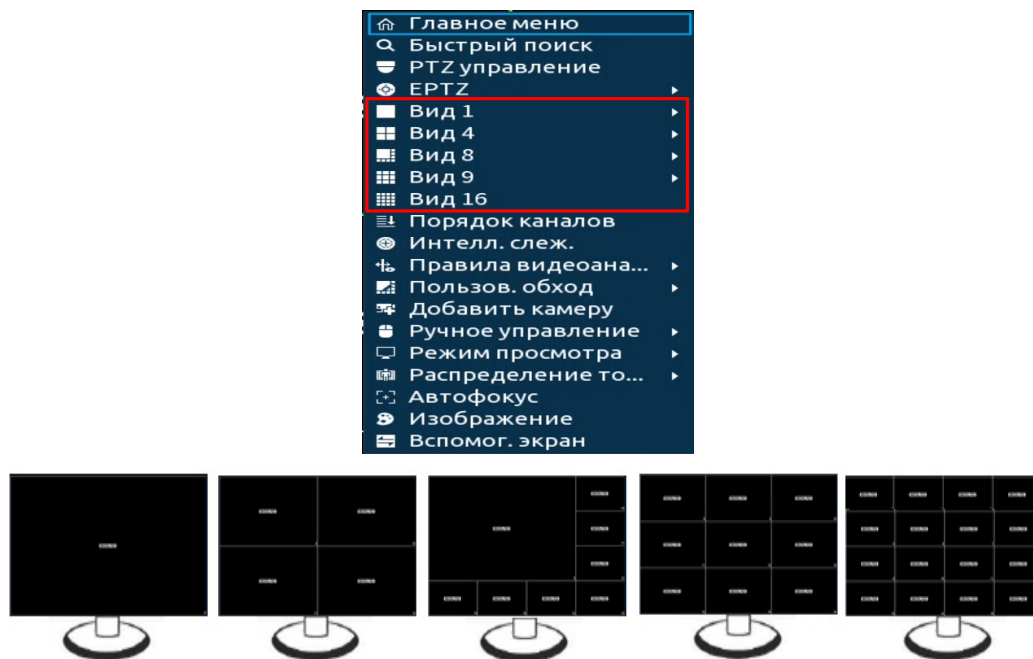 Главное меню
Быстрый поиск
PTZ управление
EPTZ
Вид 1
Вид 4
Вид 8
Вид 9
Вид 16
Порядок каналов
Интелл. слеж.
Правила видеоана...
Пользов. обход
Добавить камеру
Ручное управление
Режим просмотра
Распределение то...
Автофокус
Изображение
Вспомог. экран